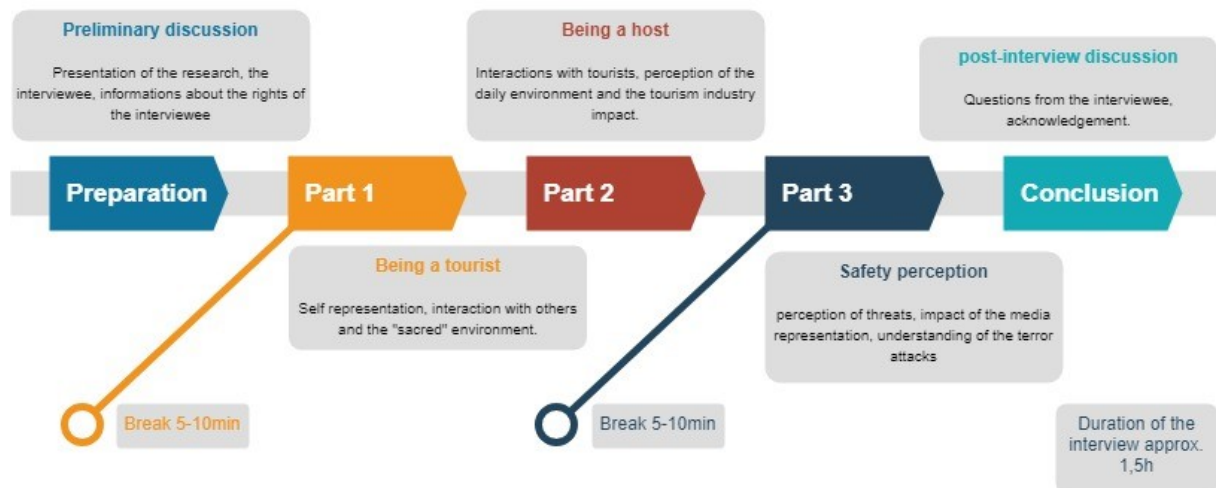 Preliminary discussion
Presentation of the research, the
interviewee, informations about the rights of
the interviewee
Being a host
Interactions with tourists, perception of the
daily environment and the tourism industry
impact.
post-interview discussion
Questions from the interviewee,
acknowledgement.
Preparation
Part 1
Part 2
Part 3
Conclusion
Being a tourist
Self representation, interaction with others
and the "sacred" environment.
Safety perception
perception of threats, impact of the media
representation, understanding of the terror
attacks
Break 5-10min
Break 5-10min
Duration of the
interview approx.
1,5h